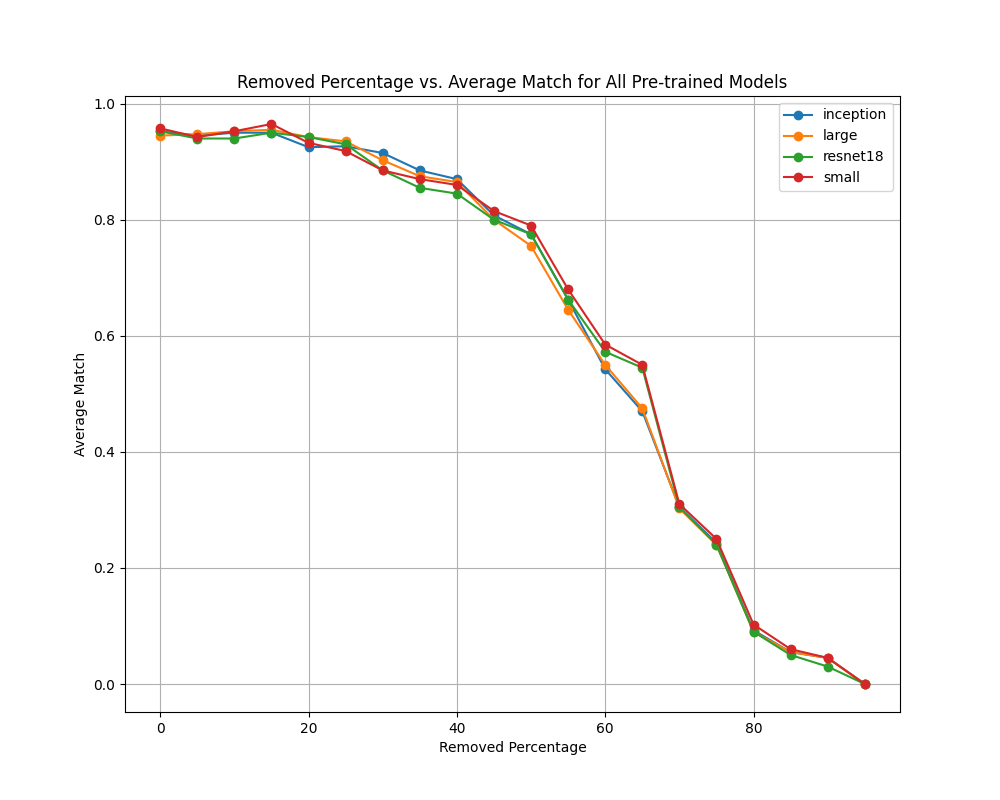 Removed Percentage vs. Average Match for All Pre-trained Models
inception
large
resnet18
small
Average Match
1.0
0.8
0.6
0.4
0.2
0.0
0
20
40
60
80
Removed Percentage